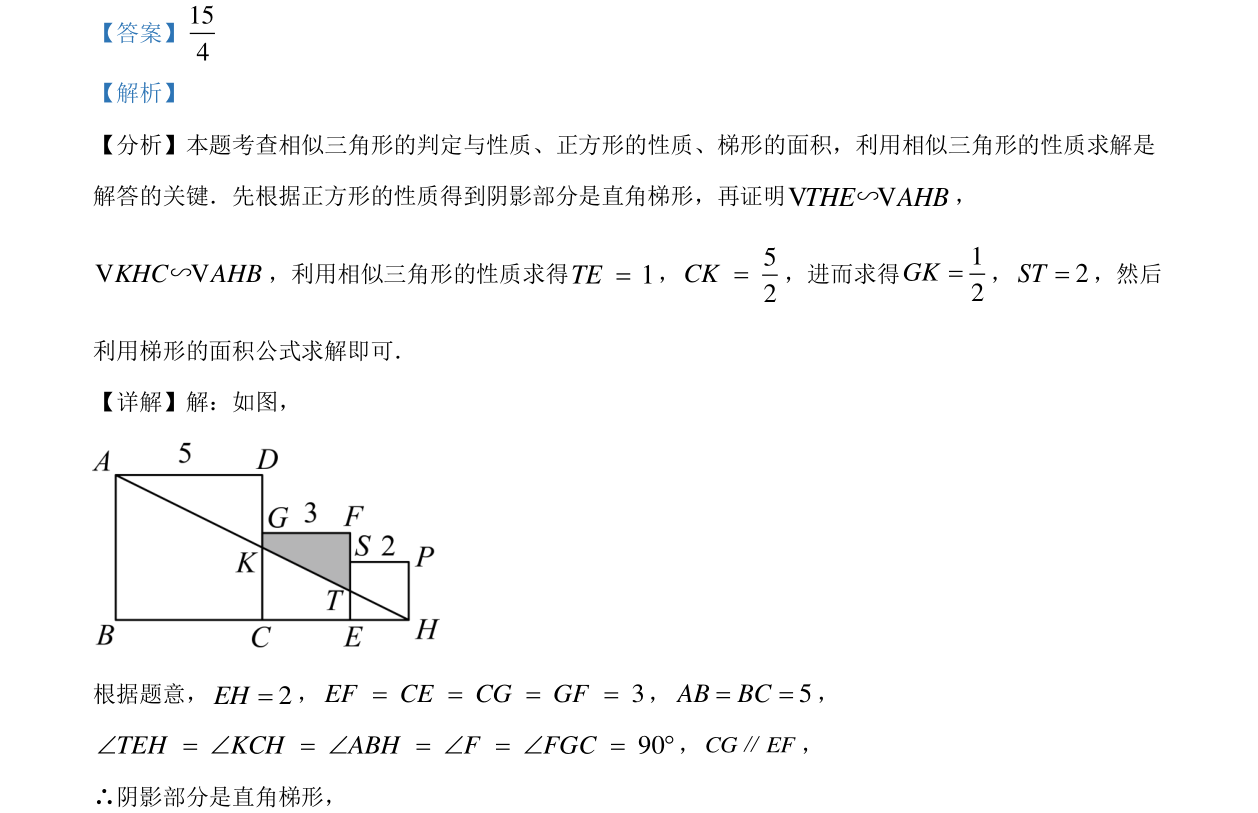 【答案】15/4
【解析】
【分析】本题考查相似三角形的判定与性质、正方形的性质、梯形的面积，利用相似三角形的性质求解是
解答的关键．先根据正方形的性质得到阴影部分是直角梯形，再证明VTHE∽VAHB，
VKHC∽VAHB，利用相似三角形的性质求得TE = 1，CK = 5/2，进而求得GK = 1/2，ST = 2，然后
利用梯形的面积公式求解即可．
【详解】解：如图，
A 5 D
G 3 F
S 2 P
K
T
B C E H
根据题意，EH = 2，EF = CE = CG = GF = 3，AB = BC = 5，
∠TEH = ∠KCH = ∠ABH = ∠F = ∠FGC = 90°，CG∥EF，
∴阴影部分是直角梯形，